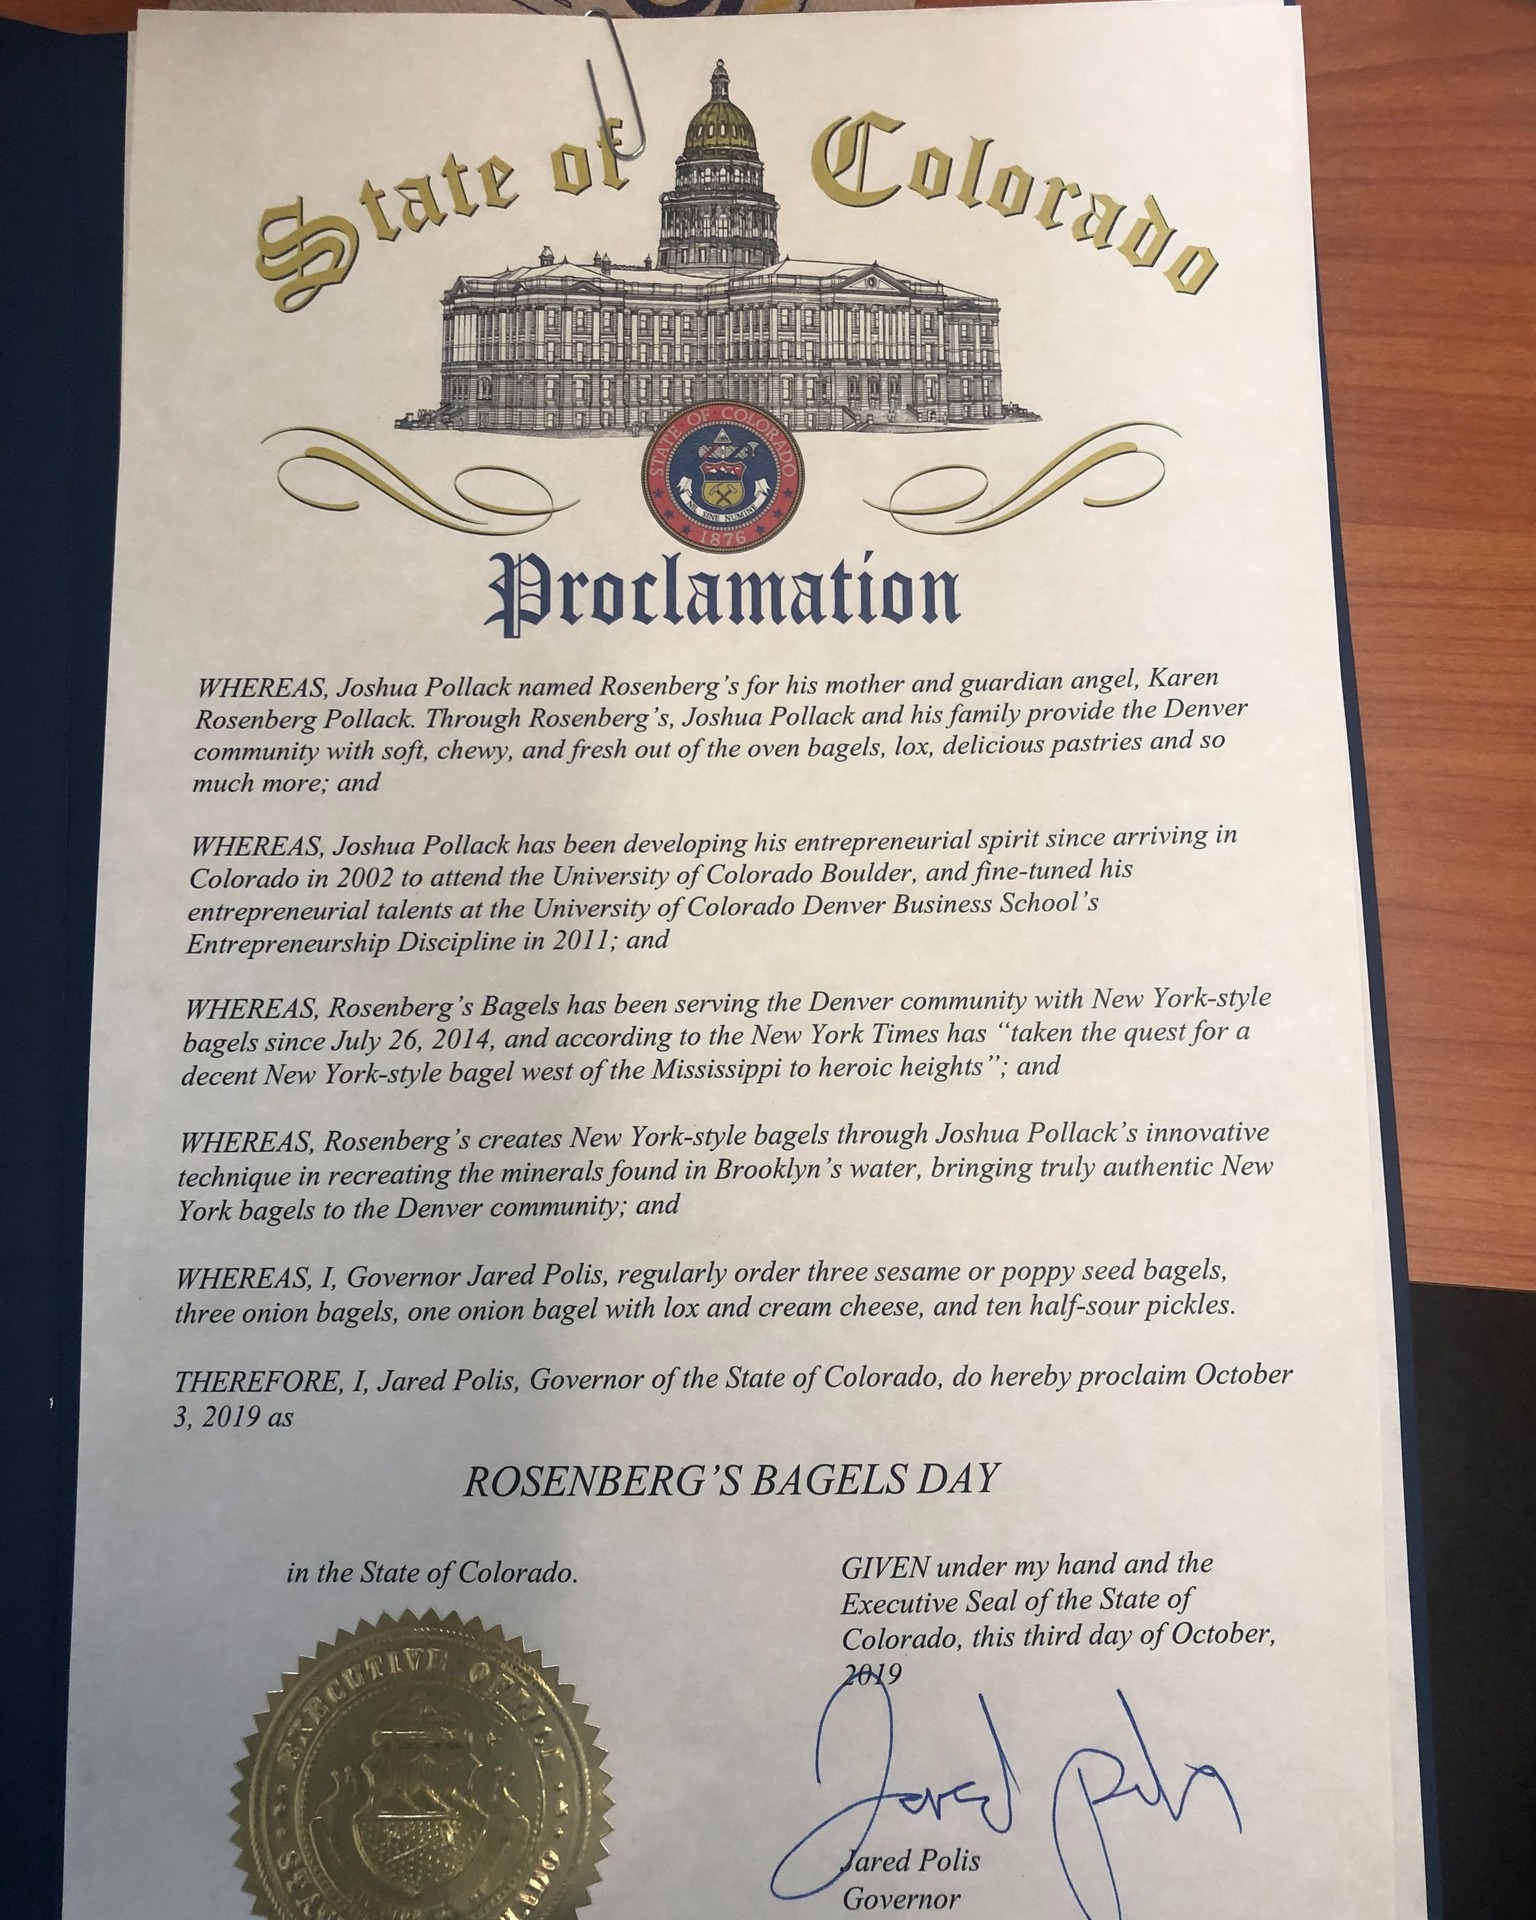 State of Colorado
STATE OF COLORADO
NIL SINE NUMINE
1876
Proclamation
WHEREAS, Joshua Pollack named Rosenberg's for his mother and guardian angel, Karen
Rosenberg Pollack. Through Rosenberg's, Joshua Pollack and his family provide the Denver
community with soft, chewy, and fresh out of the oven bagels, lox, delicious pastries and so
much more; and
WHEREAS, Joshua Pollack has been developing his entrepreneurial spirit since arriving in
Colorado in 2002 to attend the University of Colorado Boulder, and fine-tuned his
entrepreneurial talents at the University of Colorado Denver Business School's
Entrepreneurship Discipline in 2011; and
WHEREAS, Rosenberg's Bagels has been serving the Denver community with New York-style
bagels since July 26, 2014, and according to the New York Times has “taken the quest for a
decent New York-style bagel west of the Mississippi to heroic heights”; and
WHEREAS, Rosenberg's creates New York-style bagels through Joshua Pollack's innovative
technique in recreating the minerals found in Brooklyn's water, bringing truly authentic New
York bagels to the Denver community; and
WHEREAS, I, Governor Jared Polis, regularly order three sesame or poppy seed bagels,
three onion bagels, one onion bagel with lox and cream cheese, and ten half-sour pickles.
THEREFORE, I, Jared Polis, Governor of the State of Colorado, do hereby proclaim October
3, 2019 as
ROSENBERG'S BAGELS DAY
in the State of Colorado.
GIVEN under my hand and the
Executive Seal of the State of
Colorado, this third day of October,
2019
EXECUTIVE OFFICE
Jared Polis
Jared Polis
Governor